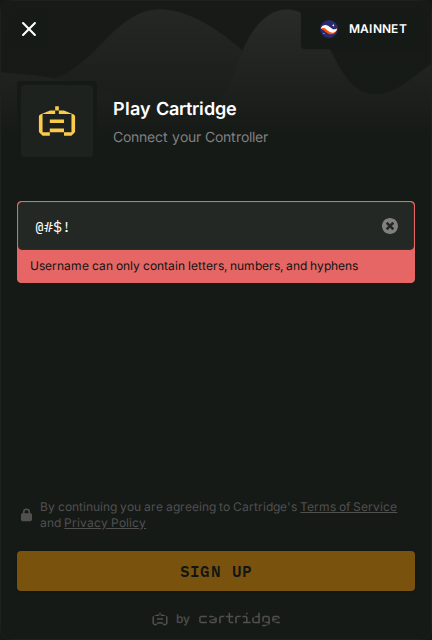 MAINNET
Play Cartridge
Connect your Controller
@#$!
Username can only contain letters, numbers, and hyphens
By continuing you are agreeing to Cartridge's Terms of Service
and Privacy Policy
SIGN UP
by cartridge